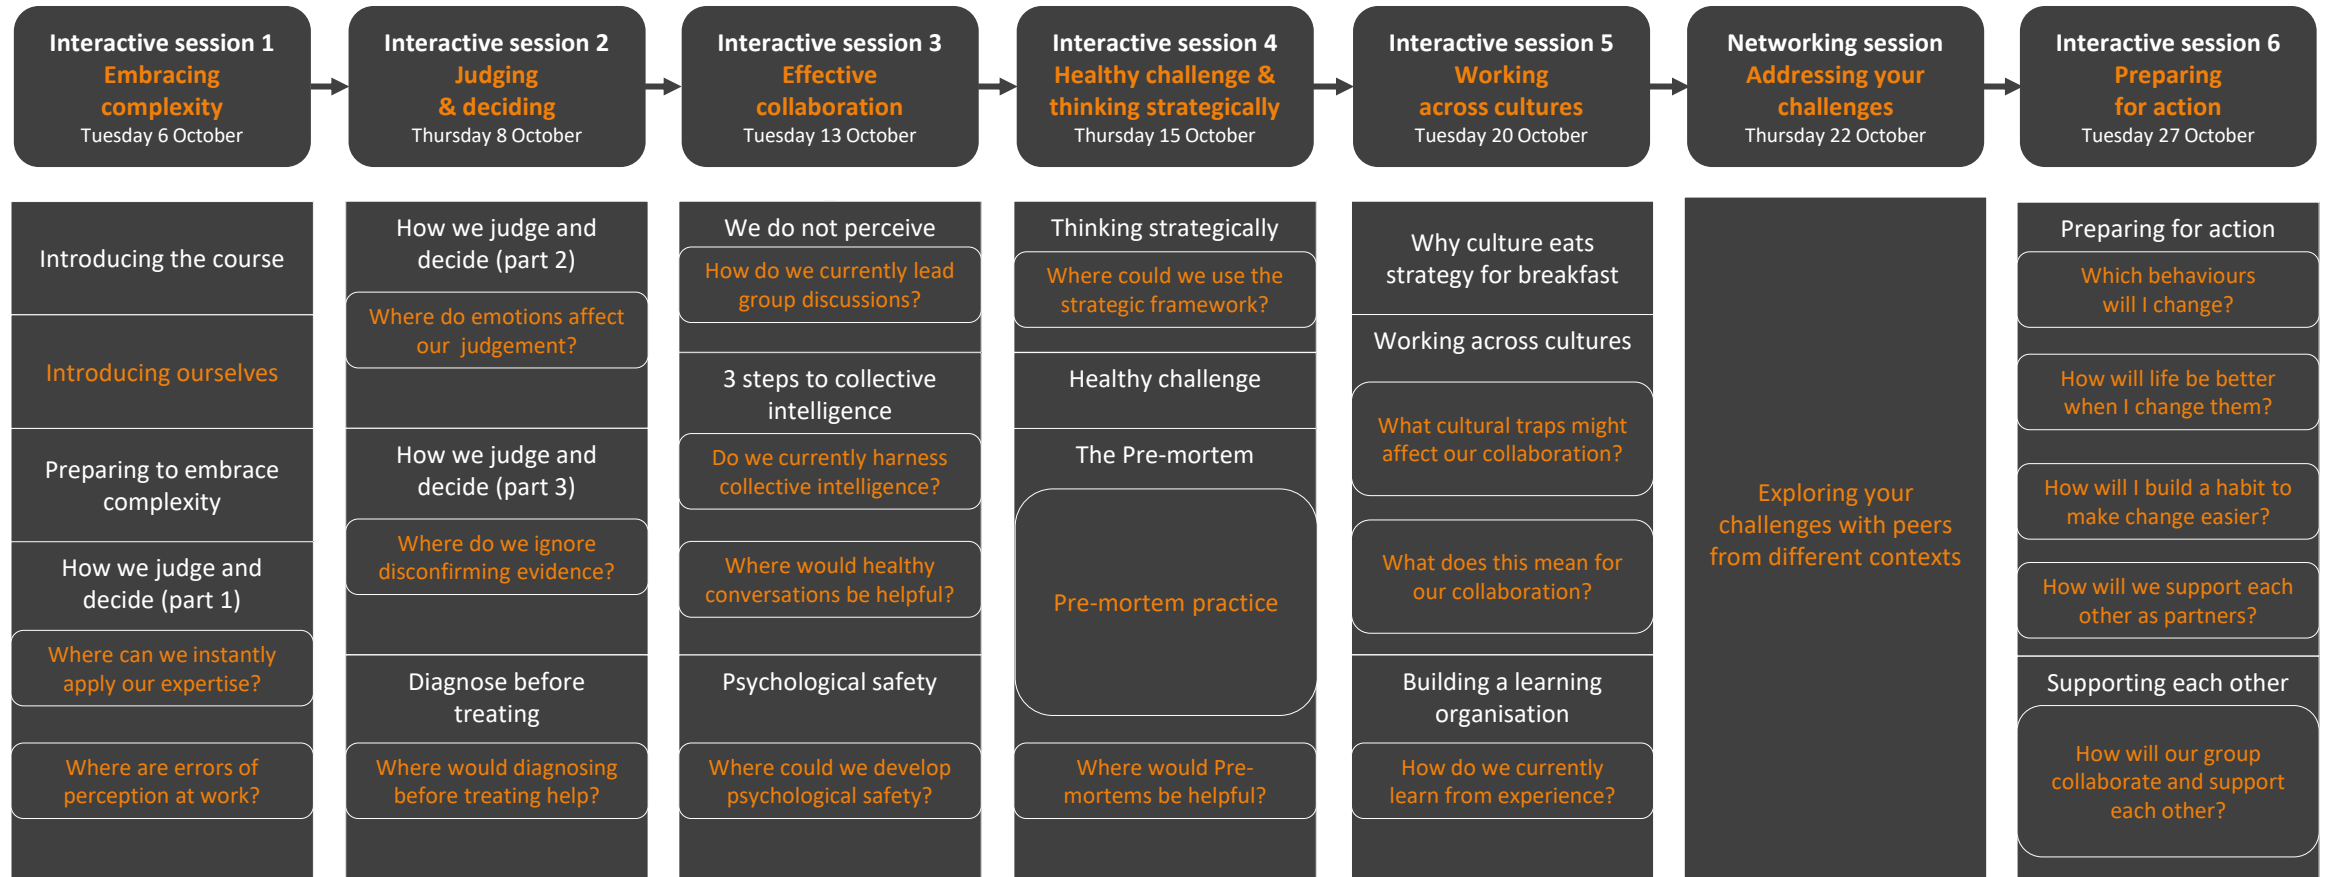 Interactive session 1
Embracing
complexity
Tuesday 6 October
Interactive session 2
Judging
& deciding
Thursday 8 October
Interactive session 3
Effective
collaboration
Tuesday 13 October
Interactive session 4
Healthy challenge &
thinking strategically
Thursday 15 October
Interactive session 5
Working
across cultures
Tuesday 20 October
Networking session
Addressing your
challenges
Thursday 22 October
Interactive session 6
Preparing
for action
Tuesday 27 October
Introducing the course
Introducing ourselves
Preparing to embrace
complexity
How we judge and
decide (part 1)
Where can we instantly
apply our expertise?
Where are errors of
perception at work?
How we judge and
decide (part 2)
Where do emotions affect
our judgement?
How we judge and
decide (part 3)
Where do we ignore
disconfirming evidence?
Diagnose before
treating
Where would diagnosing
before treating help?
We do not perceive
How do we currently lead
group discussions?
3 steps to collective
intelligence
Do we currently harness
collective intelligence?
Where would healthy
conversations be helpful?
Psychological safety
Where could we develop
psychological safety?
Thinking strategically
Where could we use the
strategic framework?
Healthy challenge
The Pre-mortem
Pre-mortem practice
Where would Pre-
mortems be helpful?
Why culture eats
strategy for breakfast
Working across cultures
What cultural traps might
affect our collaboration?
What does this mean for
our collaboration?
Building a learning
organisation
How do we currently
learn from experience?
Exploring your
challenges with peers
from different contexts
Preparing for action
Which behaviours
will I change?
How will life be better
when I change them?
How will I build a habit to
make change easier?
How will we support each
other as partners?
Supporting each other
How will our group
collaborate and support
each other?